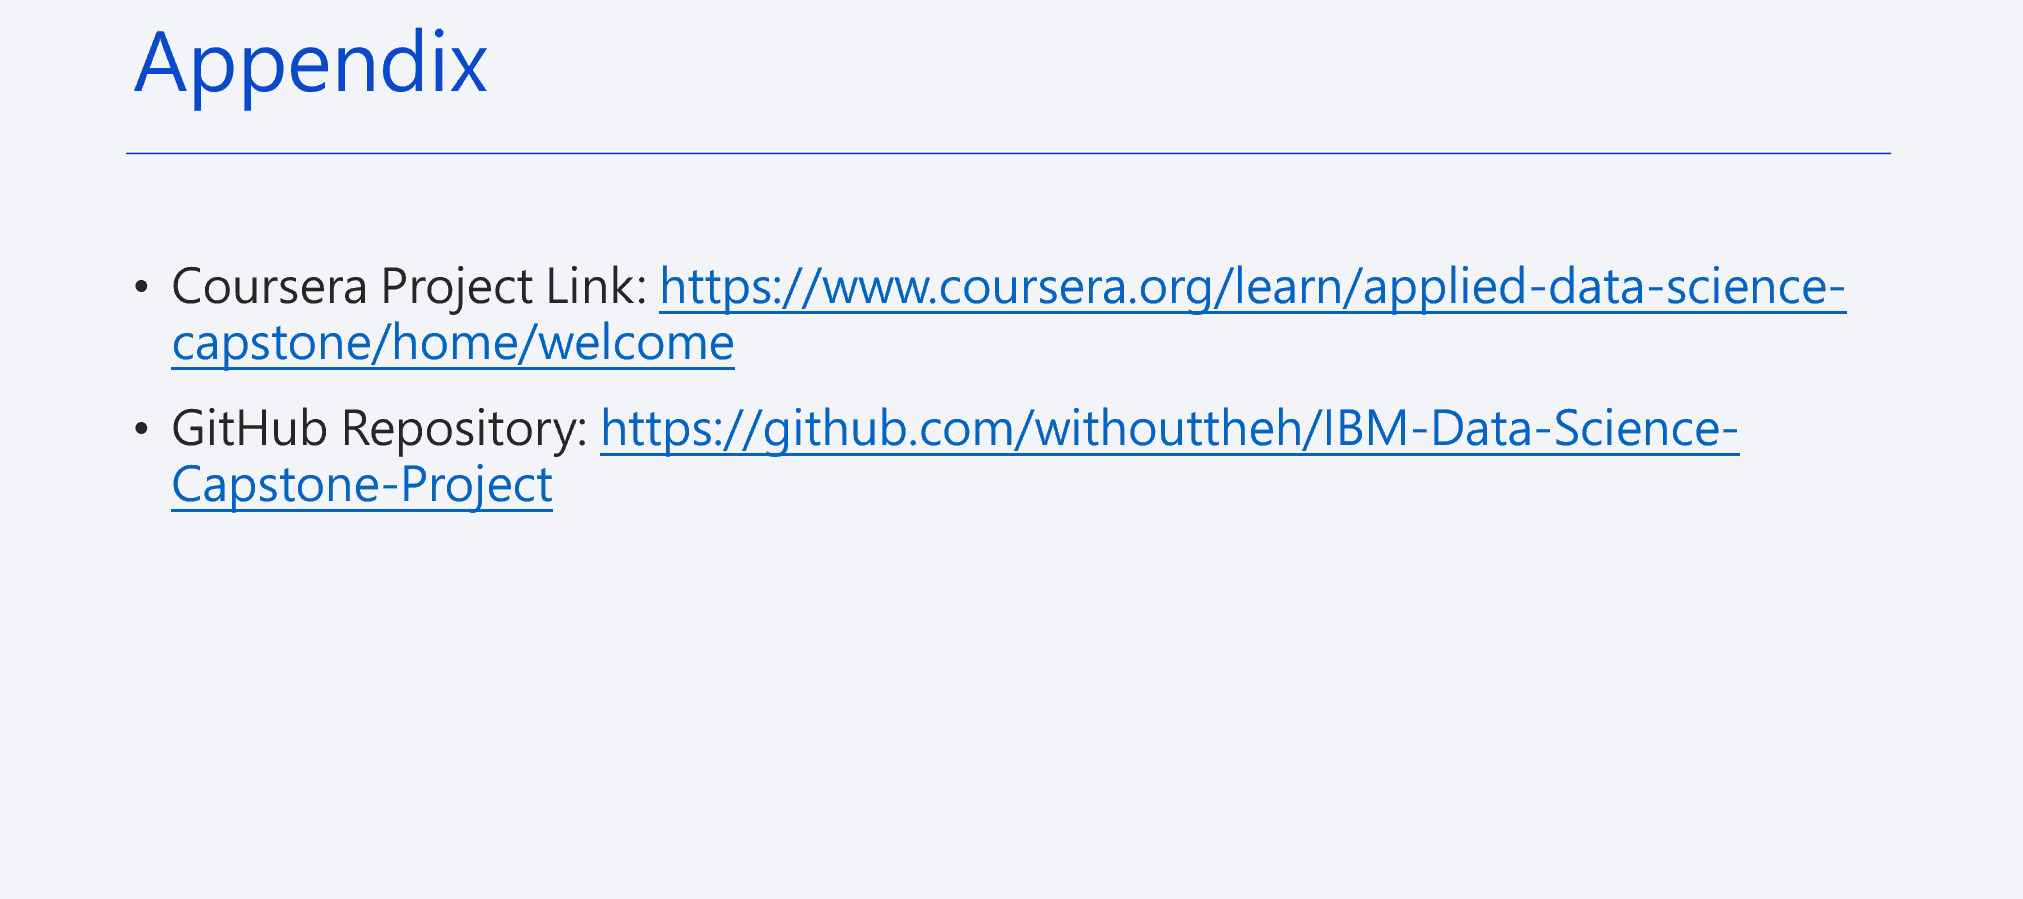 Appendix
• Coursera Project Link: https://www.coursera.org/learn/applied-data-science-
capstone/home/welcome
• GitHub Repository: https://github.com/withouttheh/IBM-Data-Science-
Capstone-Project